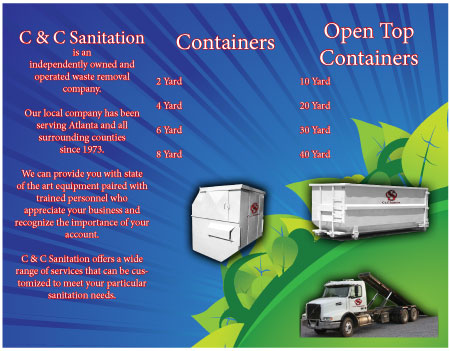 C & C Sanitation
is an
independently owned and
operated waste removal
company.
Our local company has been
serving Atlanta and all
surrounding counties
since 1973.
We can provide you with state
of the art equipment paired with
trained personnel who
appreciate your business and
recognize the importance of your
account.
C & C Sanitation offers a wide
range of services that can be cus-
tomized to meet your particular
sanitation needs.
Containers
2 Yard
4 Yard
6 Yard
8 Yard
Open Top
Containers
10 Yard
20 Yard
30 Yard
40 Yard